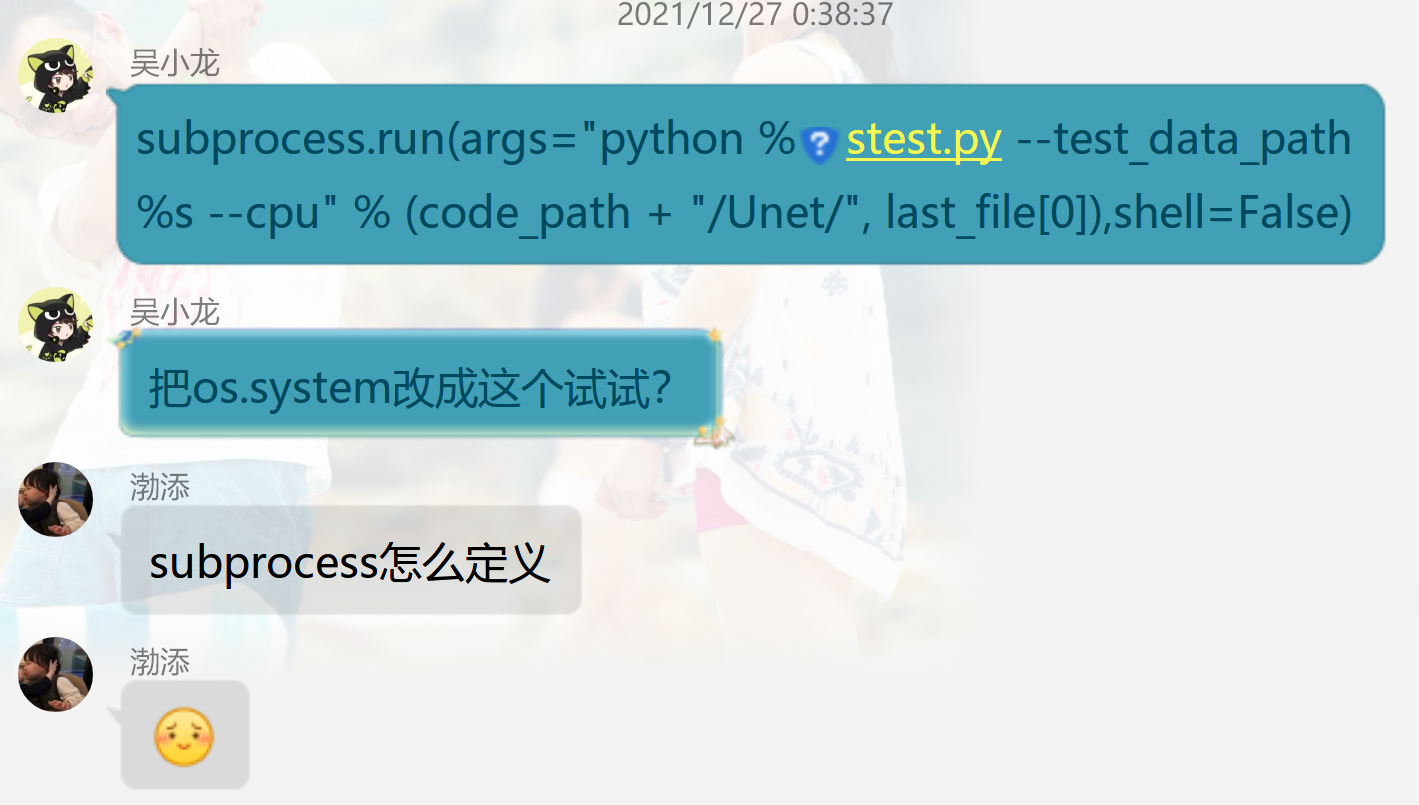 2021/12/27 0:38:37
吴小龙
subprocess.run(args="python %stest.py --test_data_path
%s --cpu" % (code_path + "/Unet/", last_file[0]),shell=False)
吴小龙
把os.system改成这个试试?
渤添
subprocess怎么定义
渤添